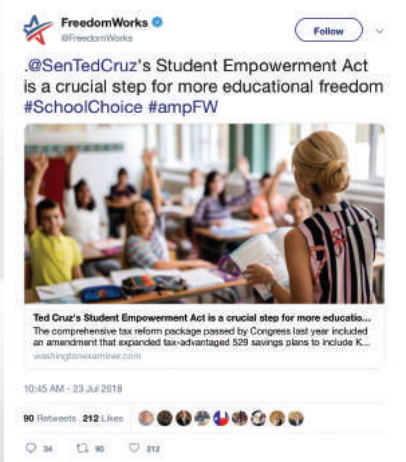 FreedomWorks
@FreedomWorks
Follow
.@SenTedCruz's Student Empowerment Act
is a crucial step for more educational freedom
#SchoolChoice #ampFW
Ted Cruz's Student Empowerment Act is a crucial step for more educatio...
The comprehensive tax reform package passed by Congress last year included
an amendment that expanded tax-advantaged 529 savings plans to include K...
washingtonexaminer.com
10:45 AM - 23 Jul 2018
90 Retweets 212 Likes
34 90 212